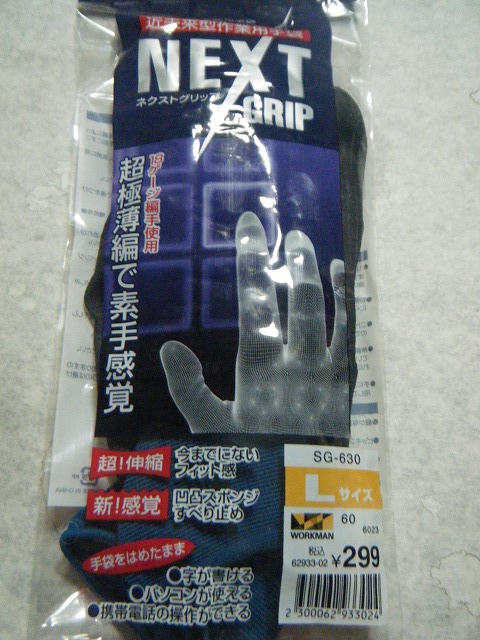 近未来型作業用手袋
NEXT
ネクストグリップ
GRIP
18ゲージ編手使用
超極薄編で素手感覚
超!伸縮
今までにない
フィット感
新!感覚
凹凸スポンジ
すべり止め
手袋をはめたまま
●字が書ける
●パソコンが使える
●携帯電話の操作ができる
SG-630
Lサイズ
WORKMAN
60
6023
税込
62933-02
¥299
2 300062 933024